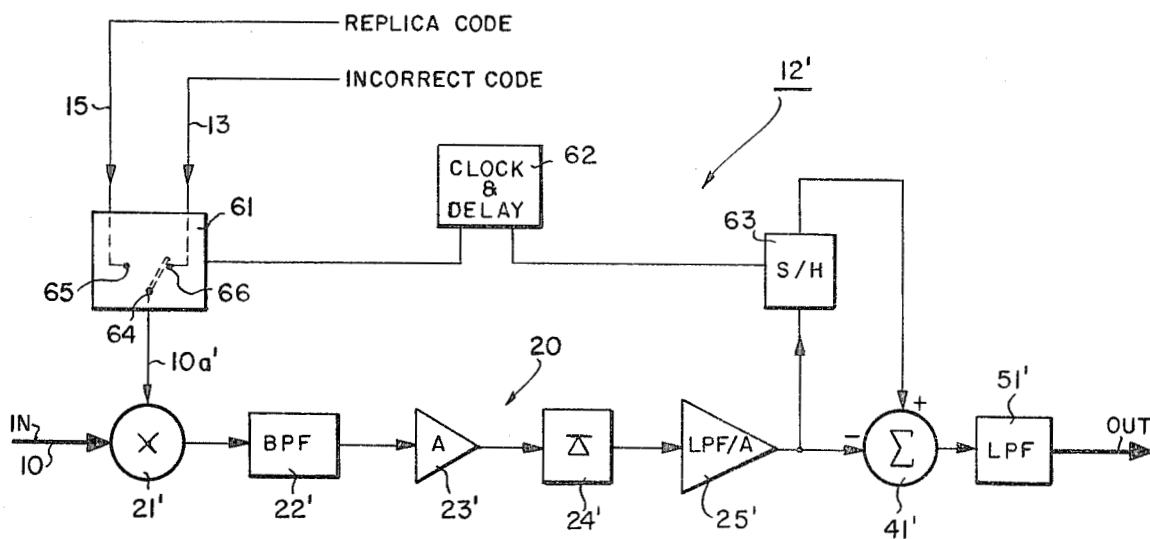 REPLICA CODE
INCORRECT CODE
12'
15
13
CLOCK
&
DELAY
62
61
63
S/H
65
66
64
10a'
20
51'
IN
10
X
BPF
A
LPF/A
+
−
Σ
LPF
OUT
21'
22'
23'
24'
25'
41'